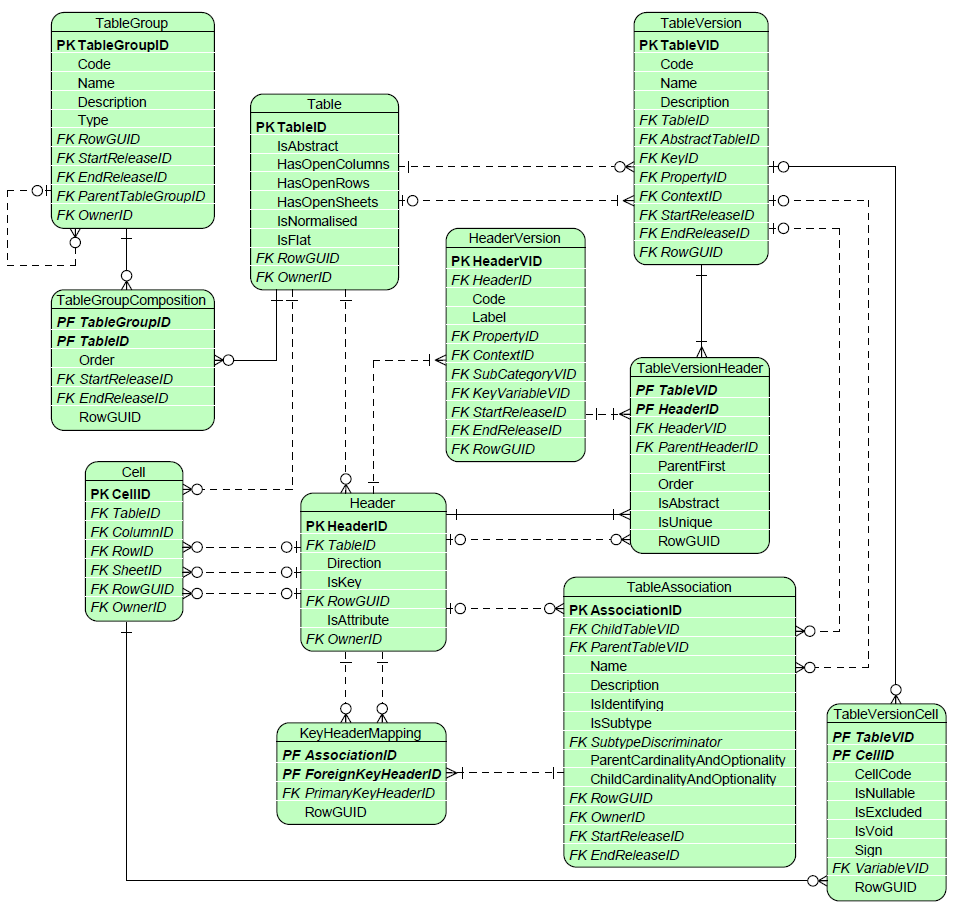 TableGroup
PK TableGroupID
Code
Name
Description
Type
FK RowGUID
FK StartReleaseID
FK EndReleaseID
FK ParentTableGroupID
FK OwnerID
TableGroupComposition
PF TableGroupID
PF TableID
Order
FK StartReleaseID
FK EndReleaseID
RowGUID
Table
PK TableID
IsAbstract
HasOpenColumns
HasOpenRows
HasOpenSheets
IsNormalised
IsFlat
FK RowGUID
FK OwnerID
HeaderVersion
PK HeaderVID
FK HeaderID
Code
Label
FK PropertyID
FK ContextID
FK SubCategoryVID
FK KeyVariableVID
FK StartReleaseID
FK EndReleaseID
FK RowGUID
TableVersion
PK TableVID
Code
Name
Description
FK TableID
FK AbstractTableID
FK KeyID
FK PropertyID
FK ContextID
FK StartReleaseID
FK EndReleaseID
FK RowGUID
TableVersionHeader
PF TableVID
PF HeaderID
FK HeaderVID
FK ParentHeaderID
ParentFirst
Order
IsAbstract
IsUnique
RowGUID
Cell
PK CellID
FK TableID
FK ColumnID
FK RowID
FK SheetID
FK RowGUID
FK OwnerID
Header
PK HeaderID
FK TableID
Direction
IsKey
FK RowGUID
IsAttribute
FK OwnerID
KeyHeaderMapping
PF AssociationID
PF ForeignKeyHeaderID
FK PrimaryKeyHeaderID
RowGUID
TableAssociation
PK AssociationID
FK ChildTableVID
FK ParentTableVID
Name
Description
IsIdentifying
IsSubtype
FK SubtypeDiscriminator
ParentCardinalityAndOptionality
ChildCardinalityAndOptionality
FK RowGUID
FK OwnerID
FK StartReleaseID
FK EndReleaseID
TableVersionCell
PF TableVID
PF CellID
CellCode
IsNullable
IsExcluded
IsVoid
Sign
FK VariableVID
RowGUID